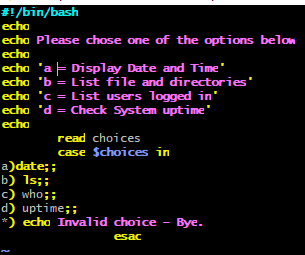 #!/bin/bash
echo
echo Please chose one of the options below
echo
echo 'a = Display Date and Time'
echo 'b = List file and directories'
echo 'c = List users logged in'
echo 'd = Check System uptime'
echo
read choices
case $choices in
a)date;;
b) ls;;
c) who;;
d) uptime;;
*) echo Invalid choice - Bye.
esac
~